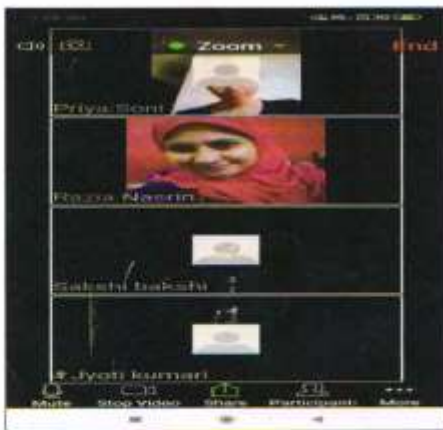 Zoom
End
Priya Soni
Razia Nasrin
Sakshi bakshi
# Jyoti kumari
Mute Stop Video Share Participants More